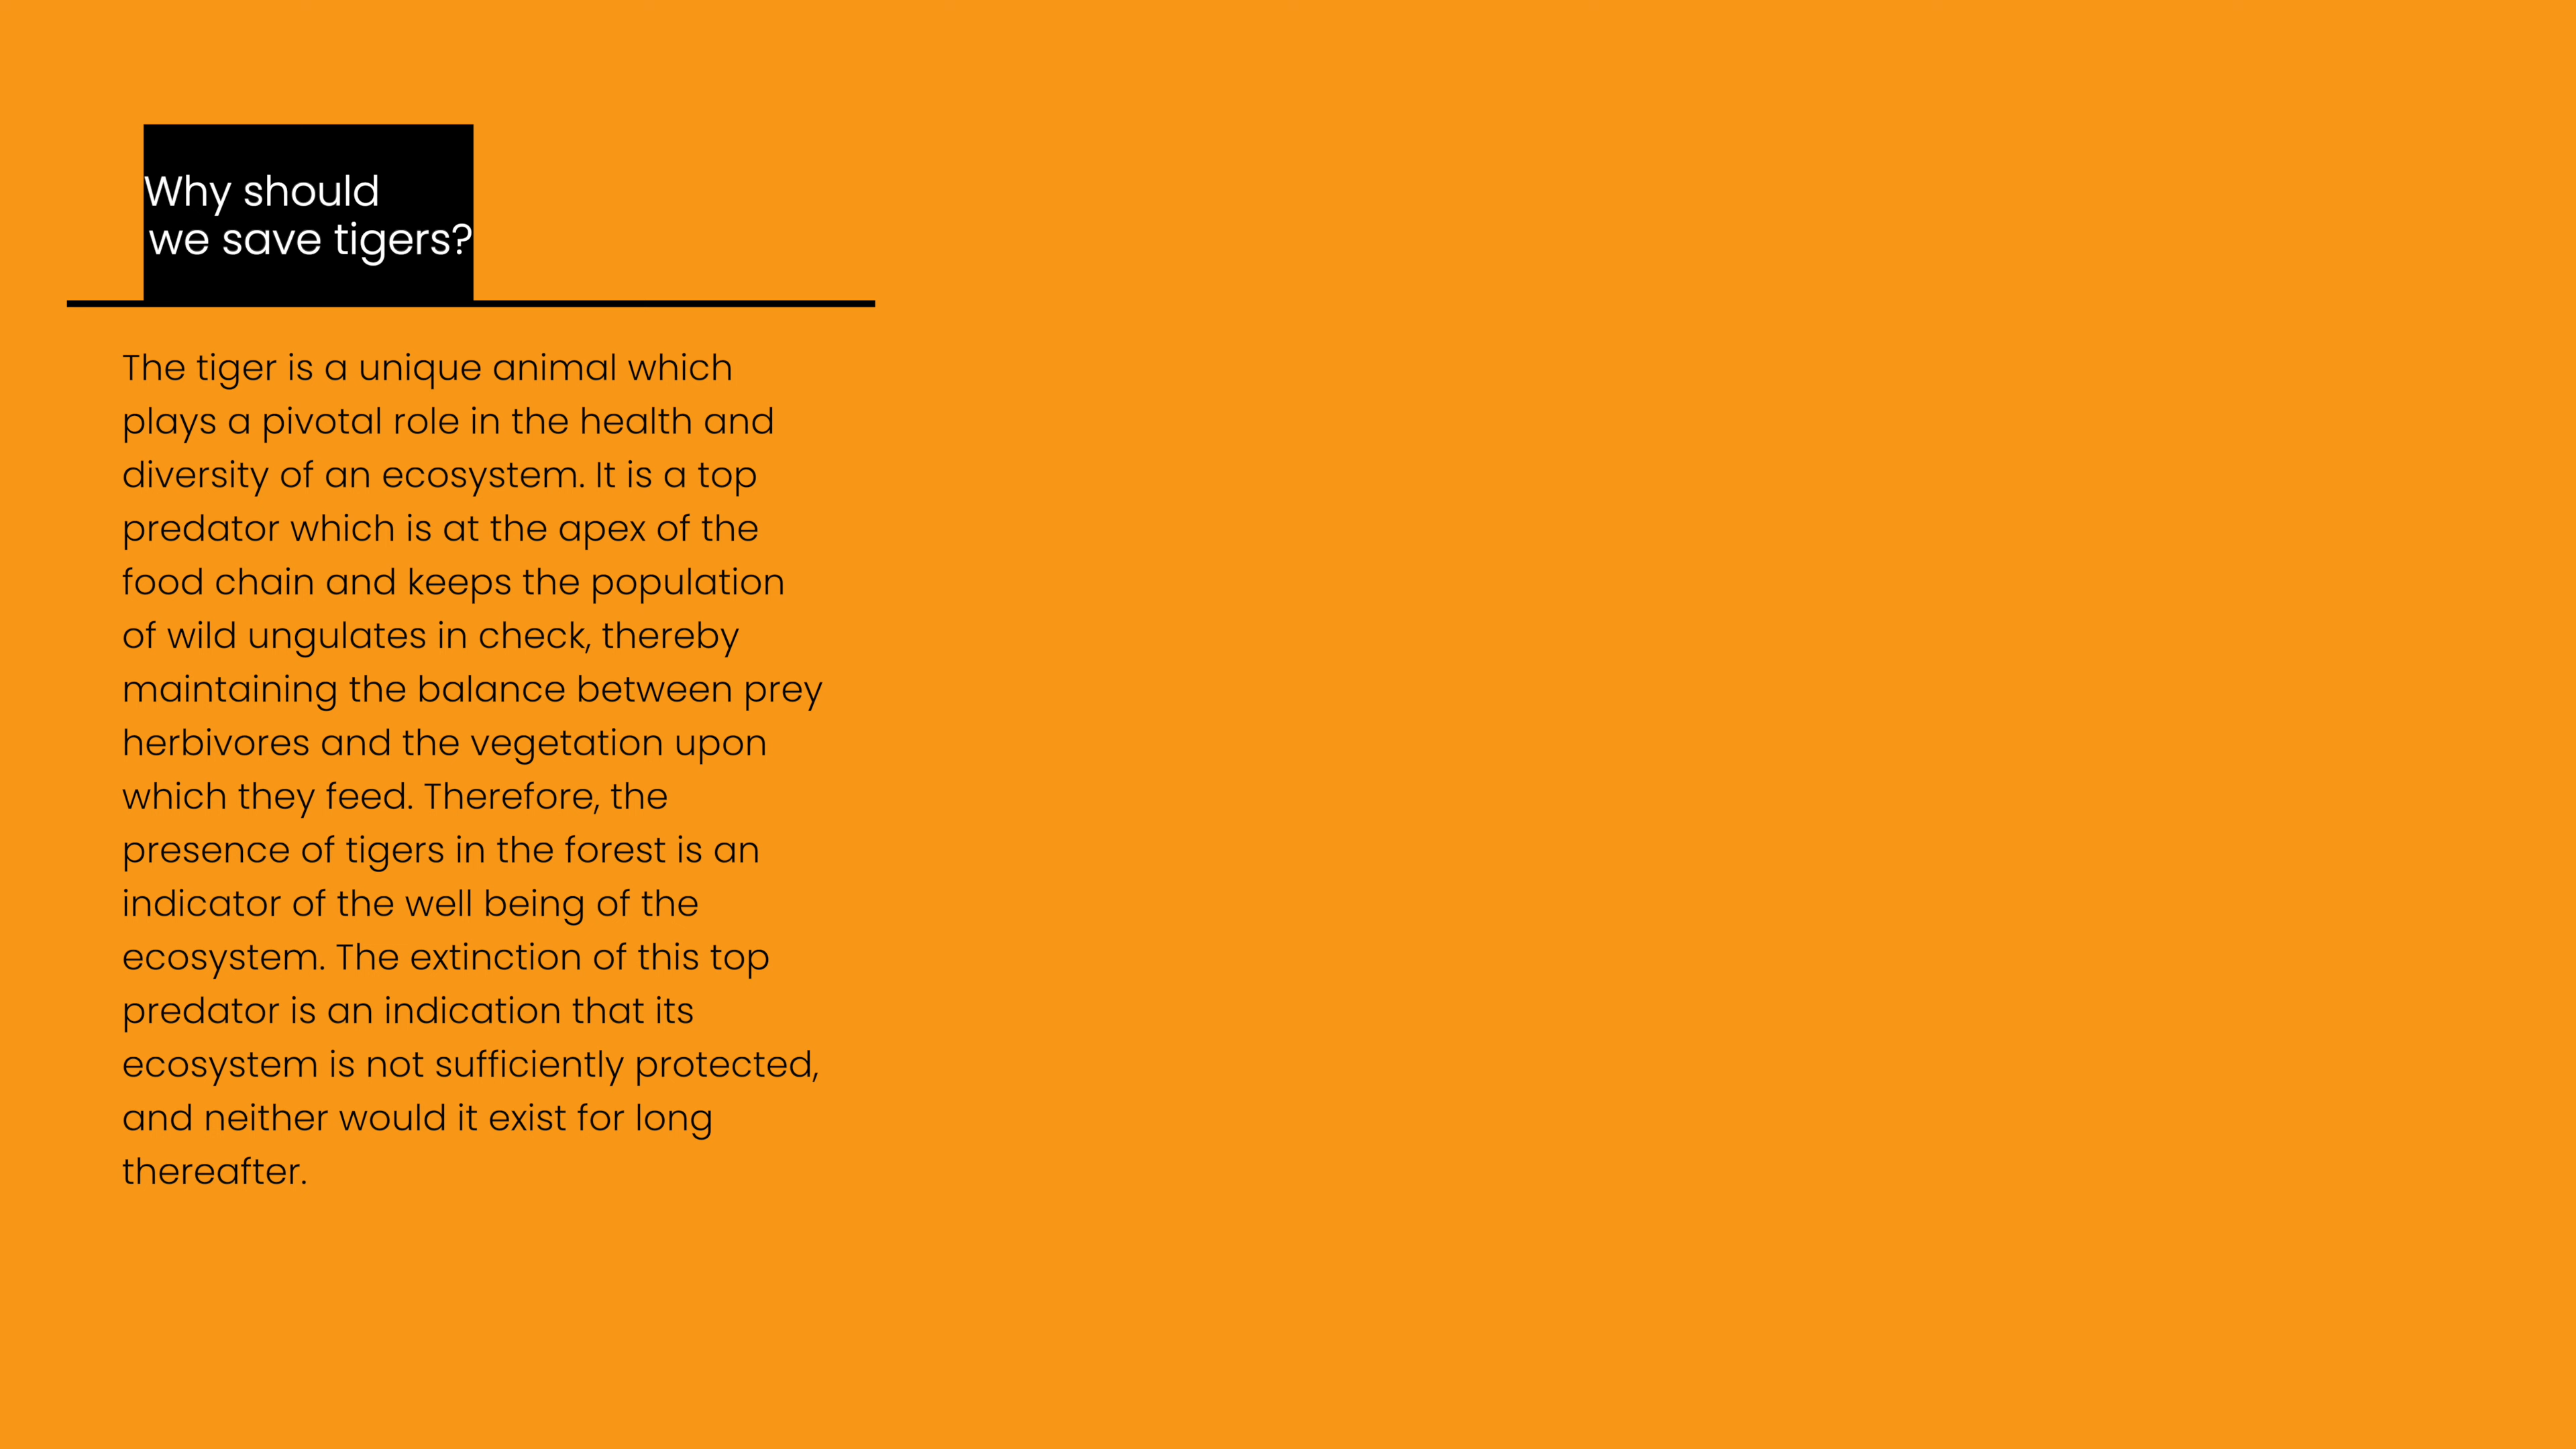 Why should
we save tigers?
The tiger is a unique animal which
plays a pivotal role in the health and
diversity of an ecosystem. It is a top
predator which is at the apex of the
food chain and keeps the population
of wild ungulates in check, thereby
maintaining the balance between prey
herbivores and the vegetation upon
which they feed. Therefore, the
presence of tigers in the forest is an
indicator of the well being of the
ecosystem. The extinction of this top
predator is an indication that its
ecosystem is not sufficiently protected,
and neither would it exist for long
thereafter.